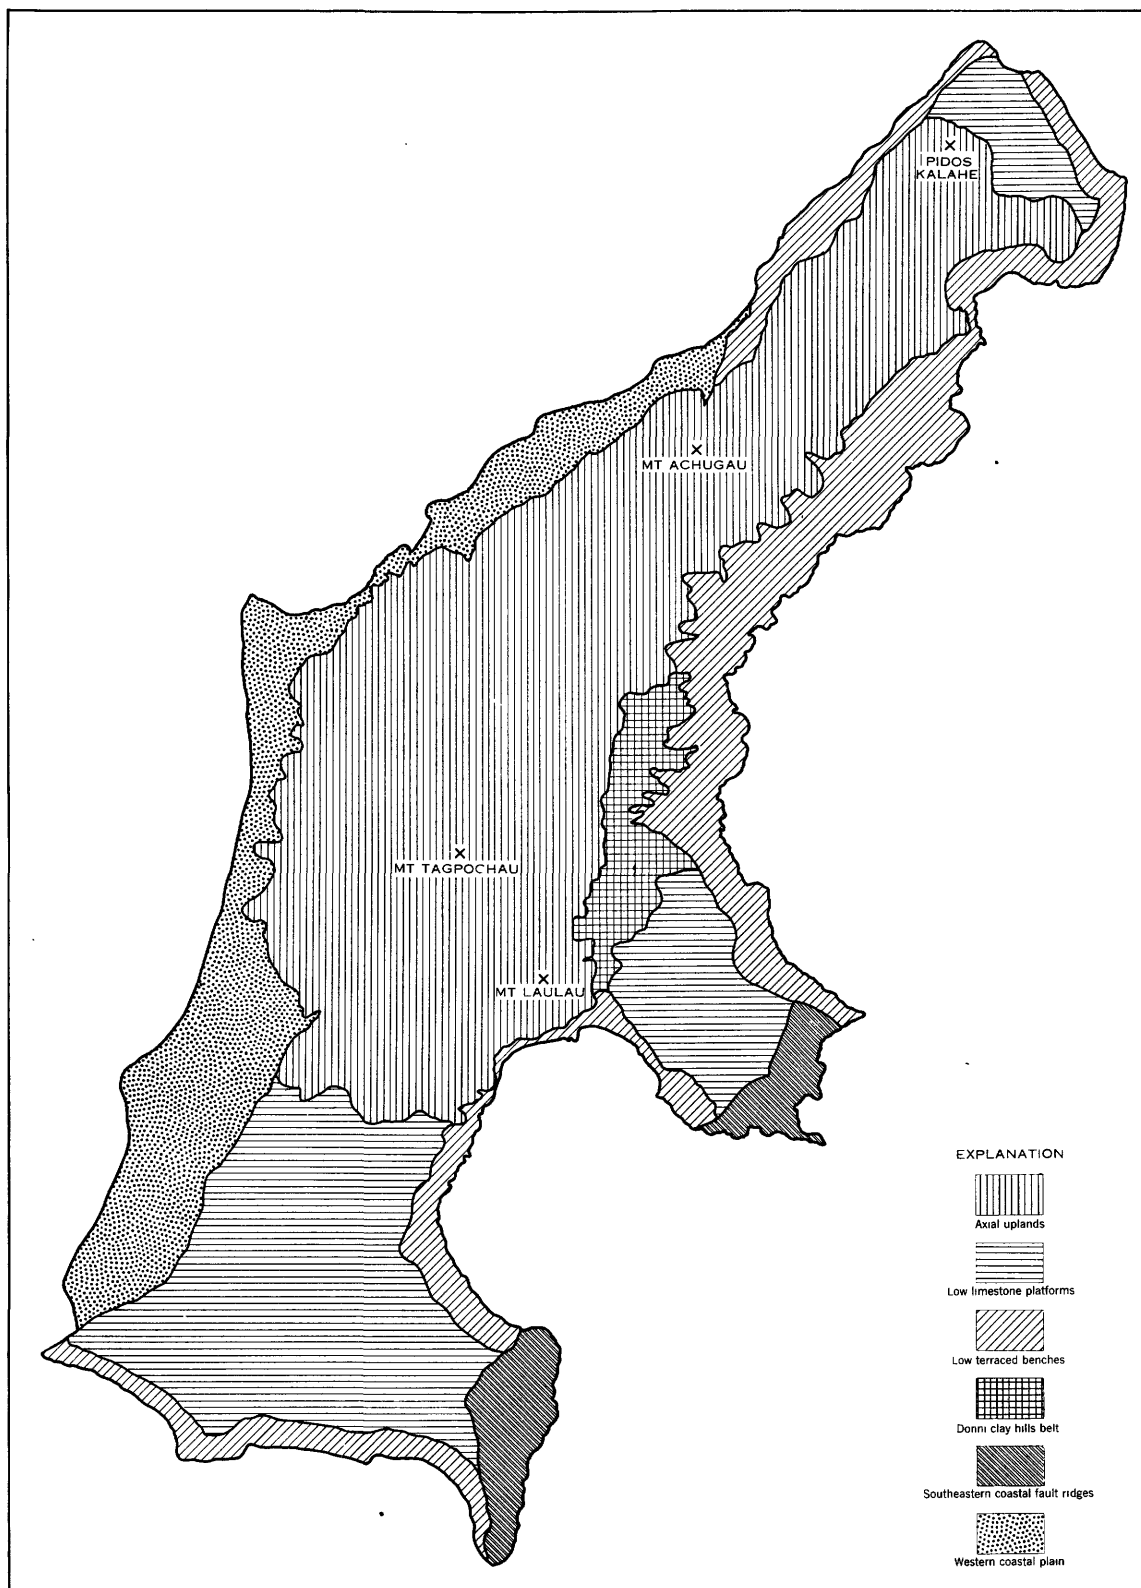 PIDOS
KALAHE
MT ACHUGAU
MT TAGPOCHAU
MT LAULAU
EXPLANATION
Axial uplands
Low limestone platforms
Low terraced benches
Donni clay hills belt
Southeastern coastal fault ridges
Western coastal plain